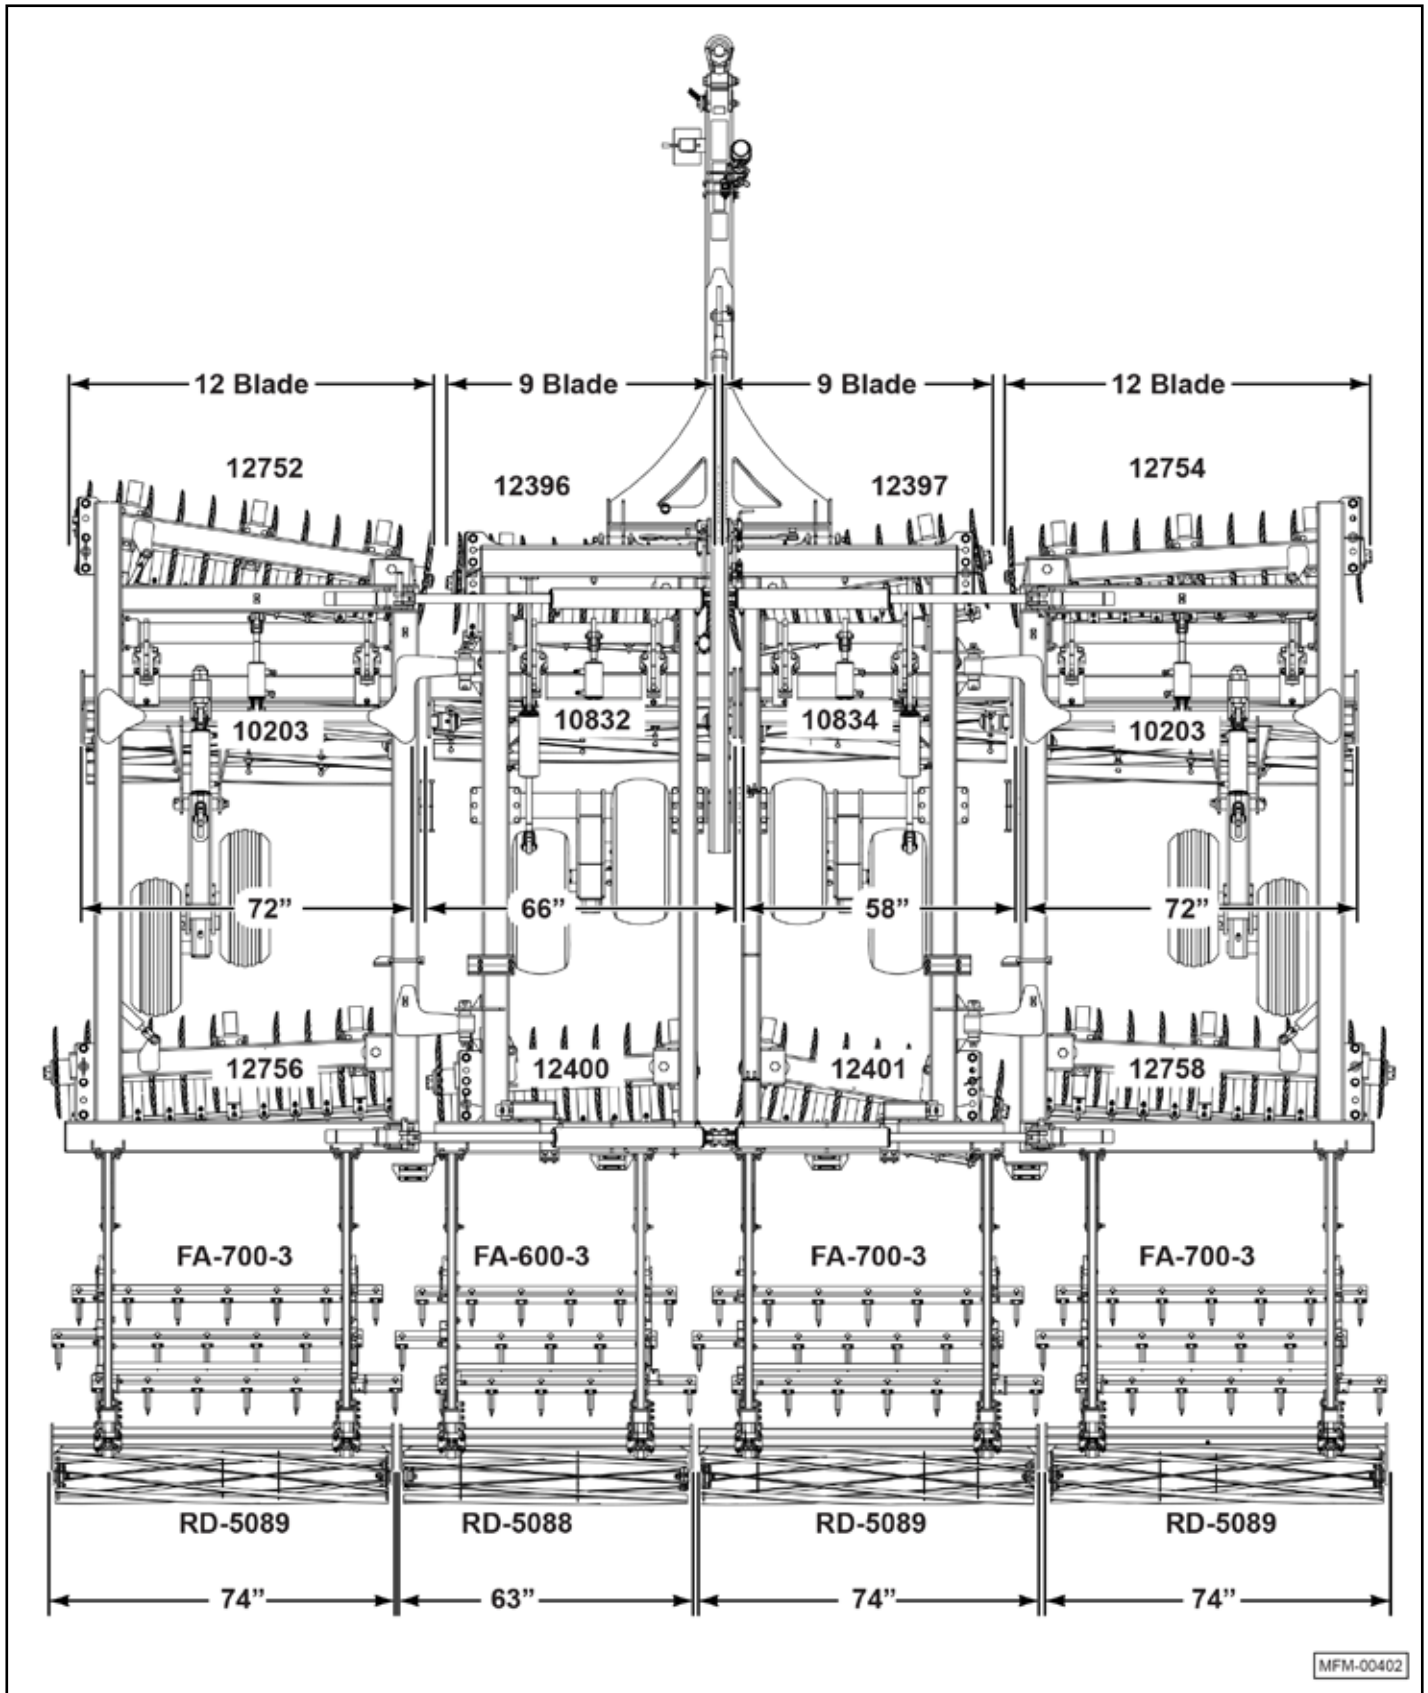 12 Blade 9 Blade 9 Blade 12 Blade
12752 12396 12397 12754
10203 10832 10834 10203
72” 66” 58” 72”
12756 12400 12401 12758
FA-700-3 FA-600-3 FA-700-3 FA-700-3
RD-5089 RD-5088 RD-5089 RD-5089
74” 63” 74” 74”
MFM-00402